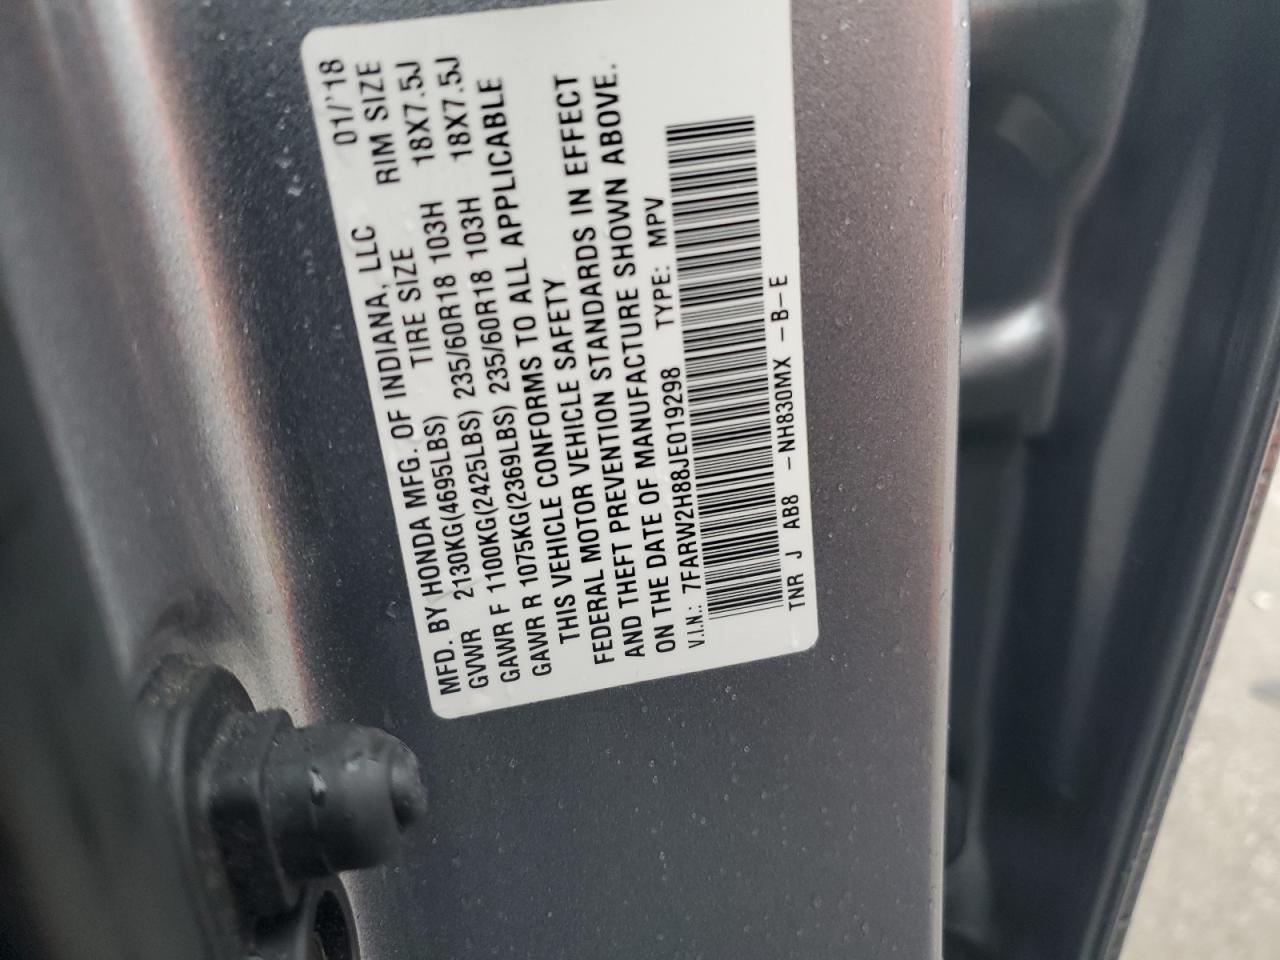 MFD. BY HONDA MFG. OF INDIANA, LLC 01/'18
GVWR 2130KG(4695LBS) TIRE SIZE RIM SIZE
GAWR F 1100KG(2425LBS) 235/60R18 103H 18X7.5J
GAWR R 1075KG(2369LBS) 235/60R18 103H 18X7.5J
THIS VEHICLE CONFORMS TO ALL APPLICABLE
FEDERAL MOTOR VEHICLE SAFETY
AND THEFT PREVENTION STANDARDS IN EFFECT
ON THE DATE OF MANUFACTURE SHOWN ABOVE.
V.I.N.: 7FARW2H88JE019298 TYPE: MPV
TNR J AB8 -NH830MX -B-E